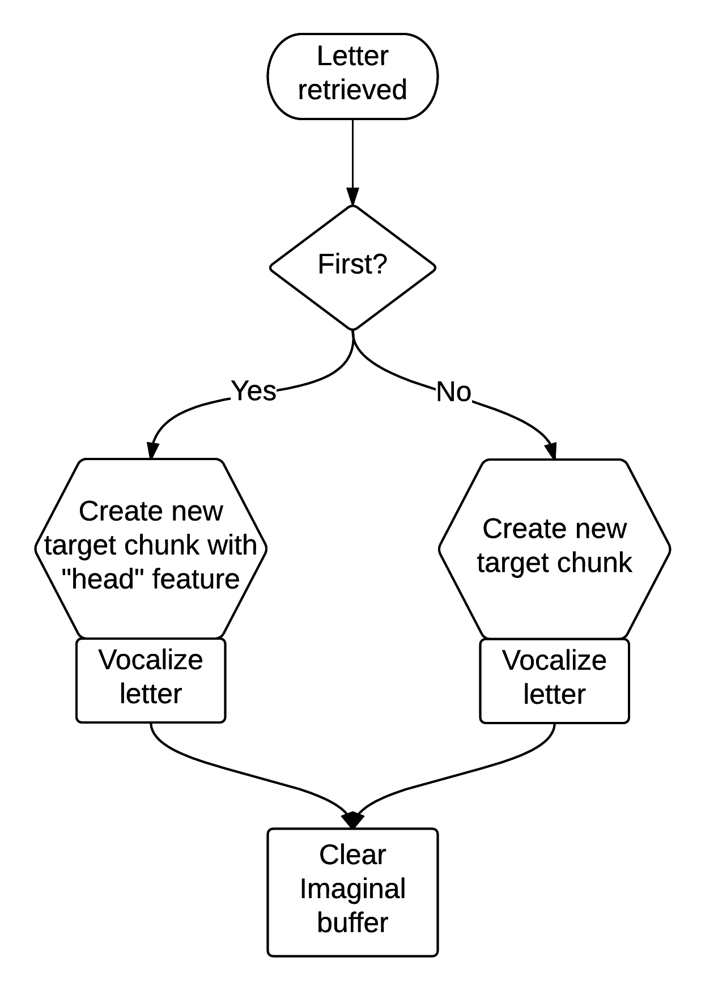 Letter
retrieved
First?
Yes
No
Create new
target chunk with
"head" feature
Vocalize
letter
Create new
target chunk
Vocalize
letter
Clear
Imaginal
buffer